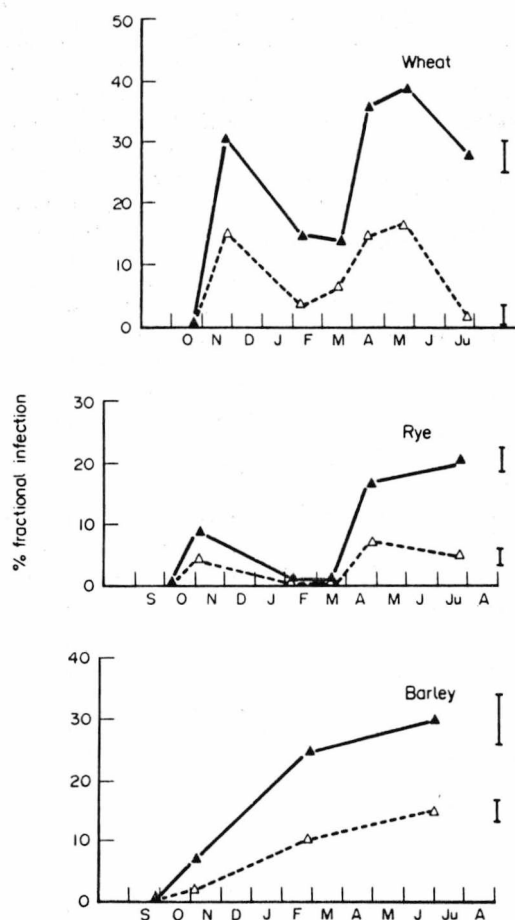 50
Wheat
40
30
20
10
0
O N D J F M A M J Ju
% fractional infection
30
Rye
20
10
0
S O N D J F M A M J Ju A
40
Barley
30
20
10
0
S O N D J F M A M J Ju A